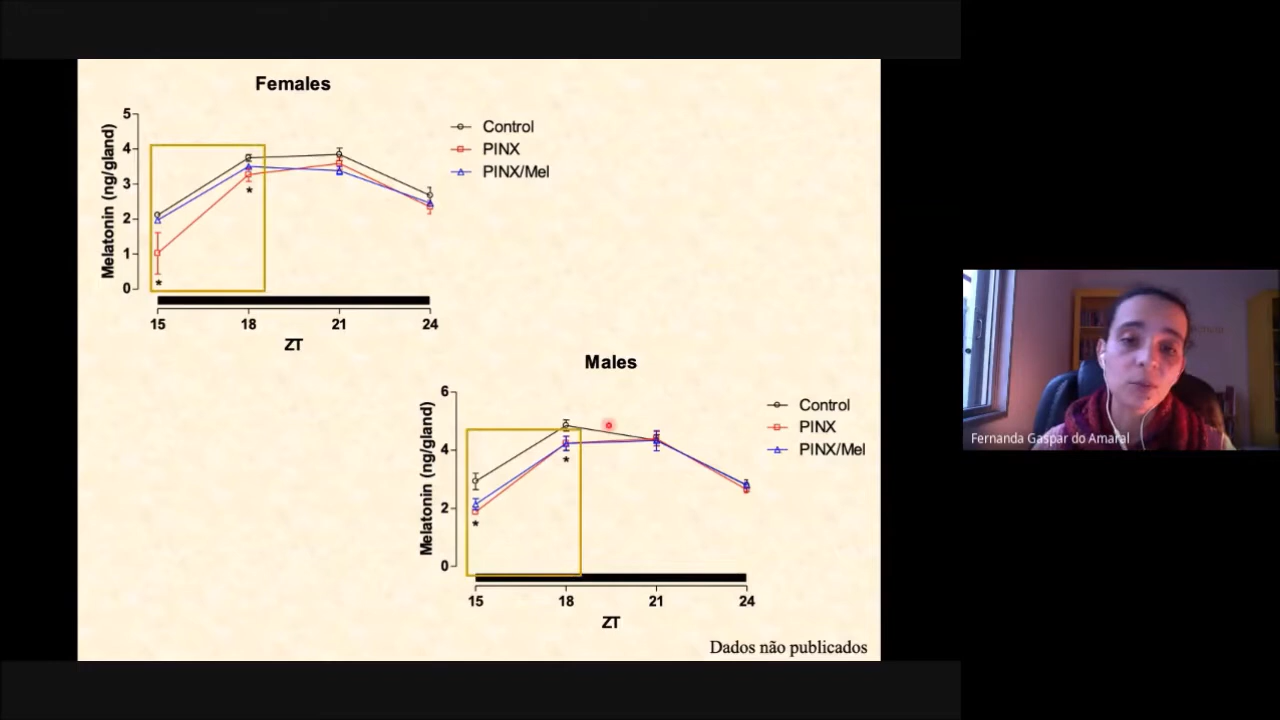 Females
5
4
3
2
1
0
Melatonin (ng/gland)
Control
PINX
PINX/Mel
*
*
15 18 21 24
ZT
Males
6
4
2
0
Melatonin (ng/gland)
Control
PINX
PINX/Mel
*
*
15 18 21 24
ZT
Dados não publicados
Fernanda Gaspar do Amaral